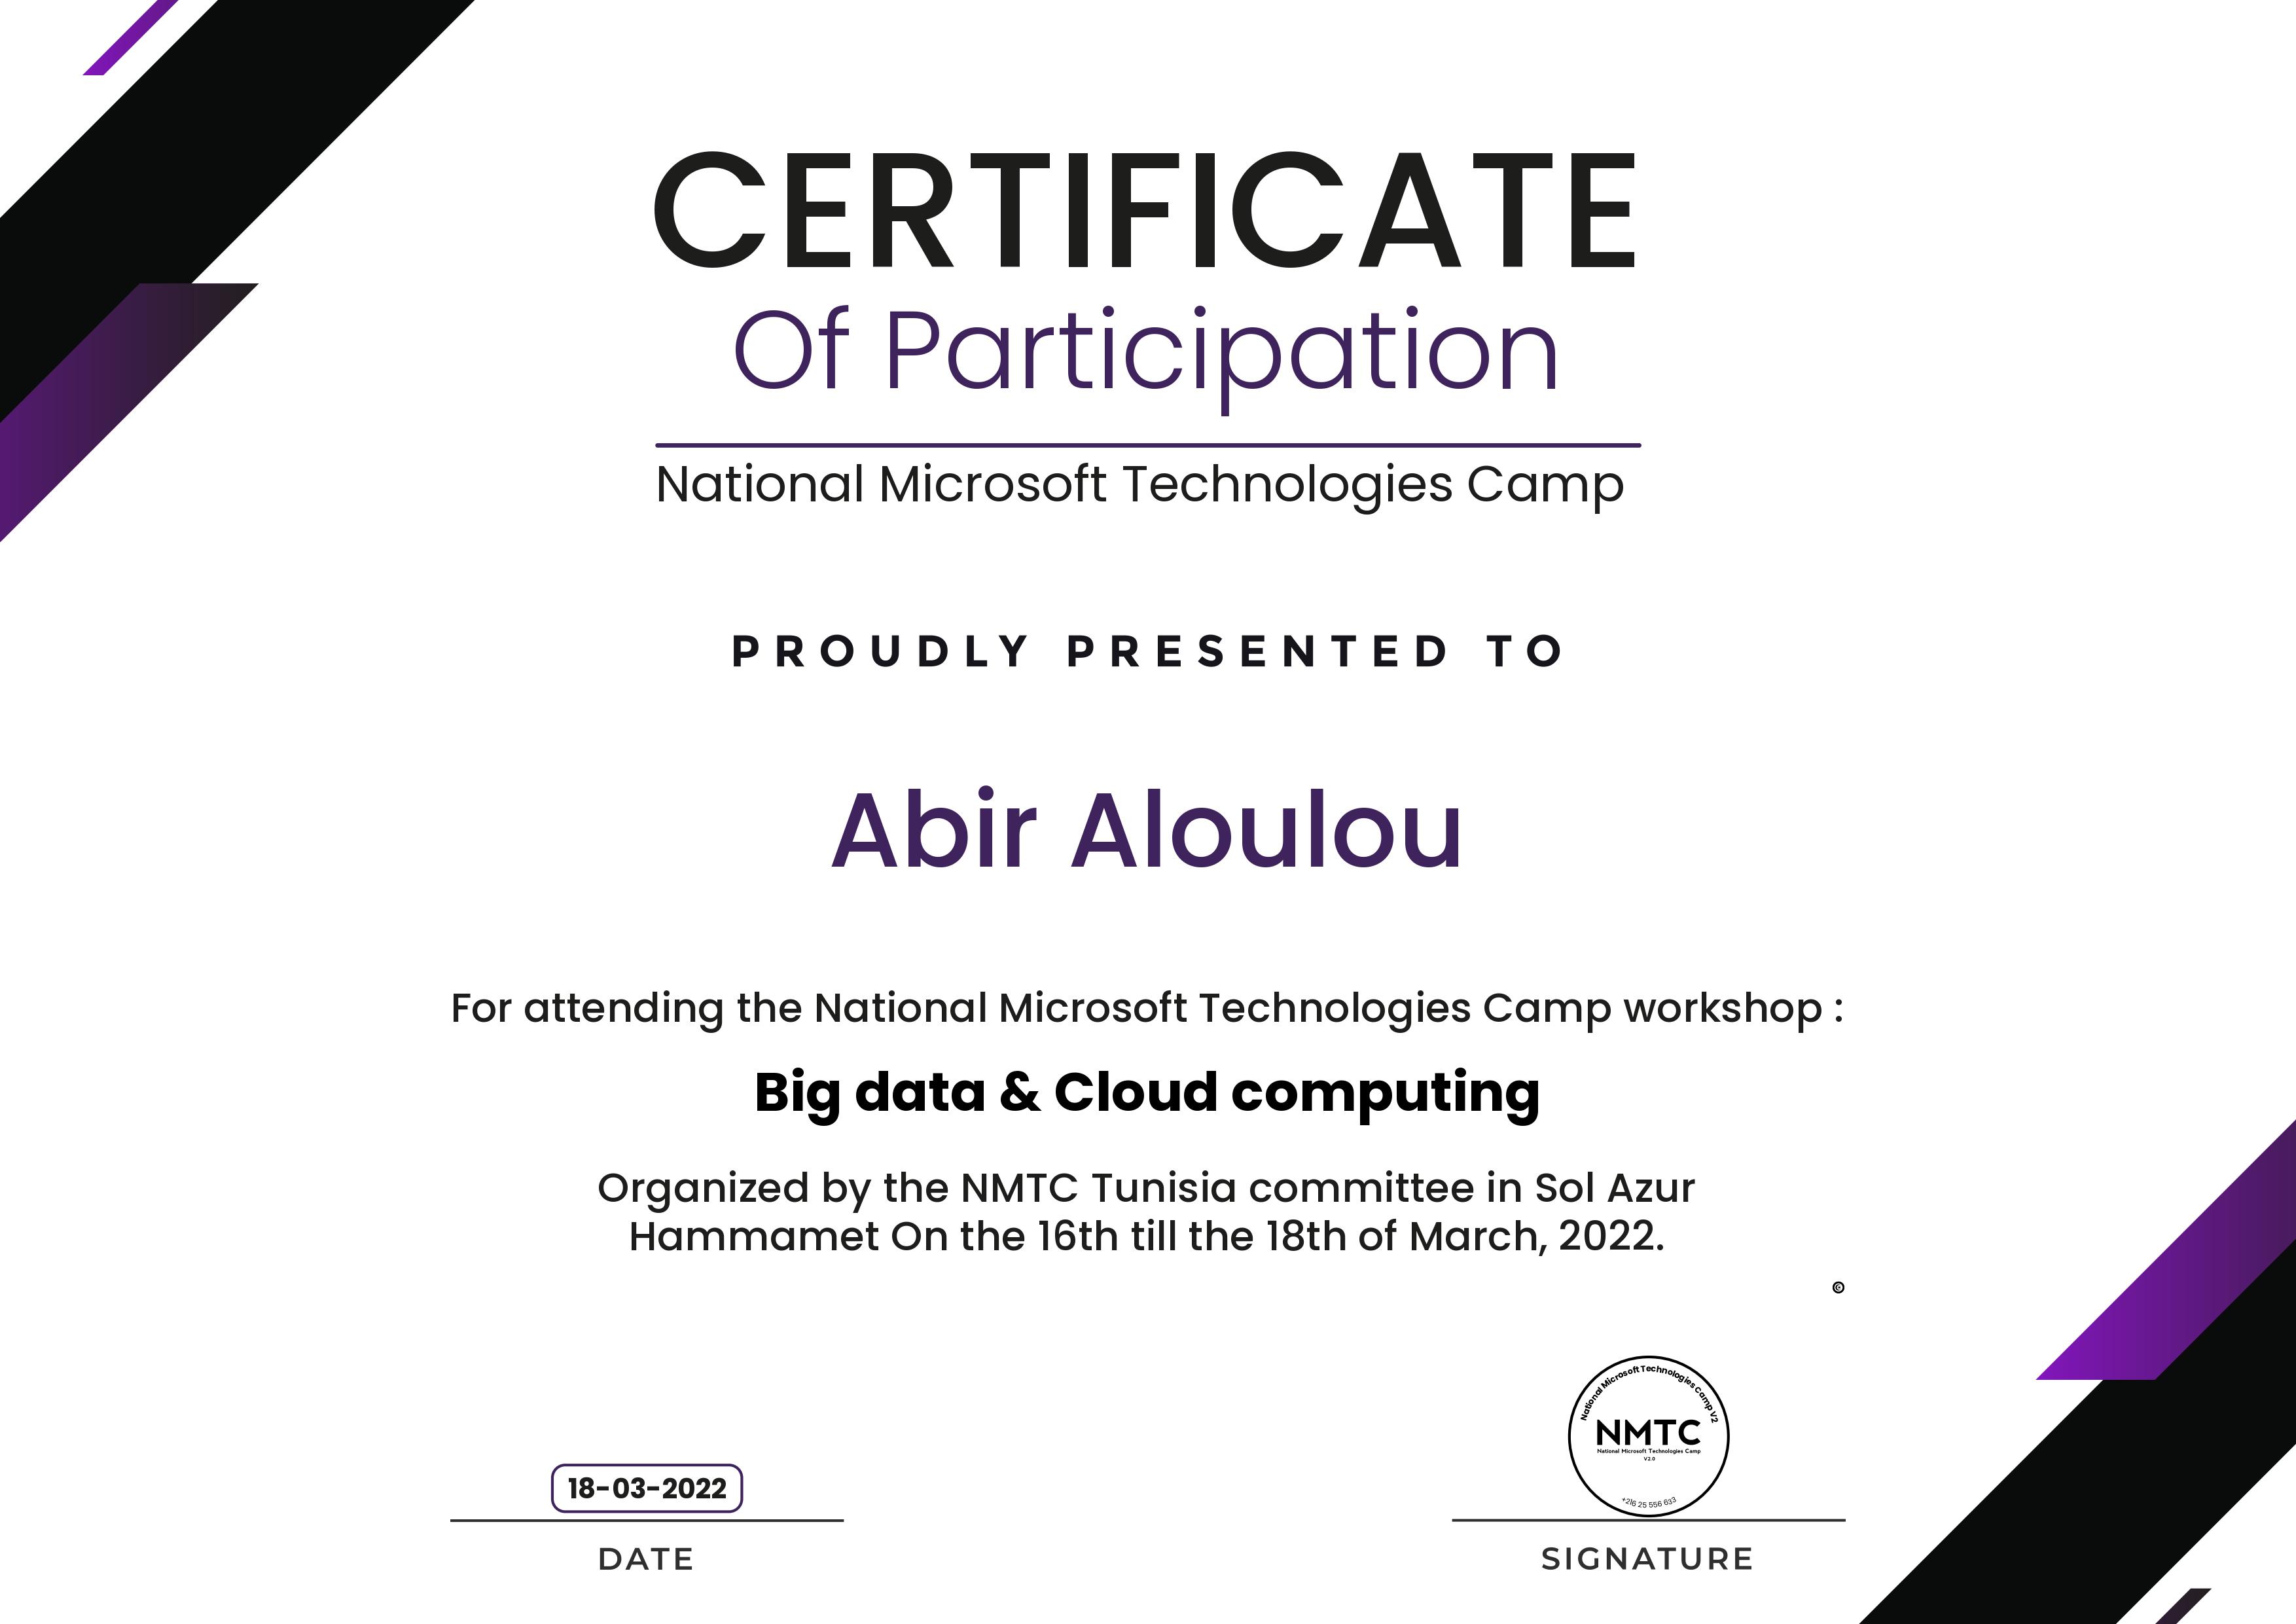 CERTIFICATE
Of Participation
National Microsoft Technologies Camp
PROUDLY PRESENTED TO
Abir Aloulou
For attending the National Microsoft Technologies Camp workshop :
Big data & Cloud computing
Organized by the NMTC Tunisia committee in Sol Azur
Hammamet On the 16th till the 18th of March, 2022.
National Microsoft Technologies Camp V2
NMTC
National Microsoft Technologies Camp
V2.0
+216 25 556 633
18-03-2022
DATE
SIGNATURE